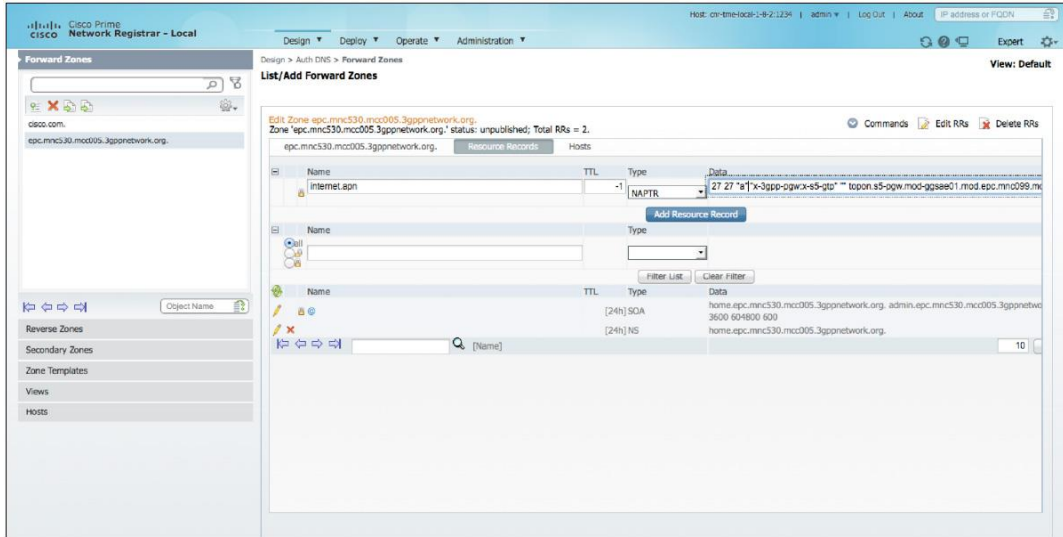 Host: cnr-tme-local-1-8-2:1234 | admin | Log Out | About IP address or FQDN
Cisco Prime
CISCO Network Registrar - Local
Design Deploy Operate Administration
Expert
Forward Zones
Design > Auth DNS > Forward Zones
View: Default
List/Add Forward Zones
cisco.com.
epc.mnc530.mcc005.3gppnetwork.org.
Edit Zone epc.mnc530.mcc005.3gppnetwork.org.
Zone 'epc.mnc530.mcc005.3gppnetwork.org.' status: unpublished; Total RRs = 2.
Commands Edit RRs Delete RRs
epc.mnc530.mcc005.3gppnetwork.org. Resource Records Hosts
Name TTL Type Data
internet.apn -1 NAPTR 27 27 "a" "x-3gpp-pgw:x-s5-gtp" "" topon.s5-pgw.mod-ggsae01.mod.epc.mnc099.mc
Add Resource Record
Name Type
all
Filter List Clear Filter
Name TTL Type Data
@ [24h] SOA home.epc.mnc530.mcc005.3gppnetwork.org. admin.epc.mnc530.mcc005.3gppnetwo
3600 604800 600
[24h] NS home.epc.mnc530.mcc005.3gppnetwork.org.
[Name] 10
Object Name
Reverse Zones
Secondary Zones
Zone Templates
Views
Hosts